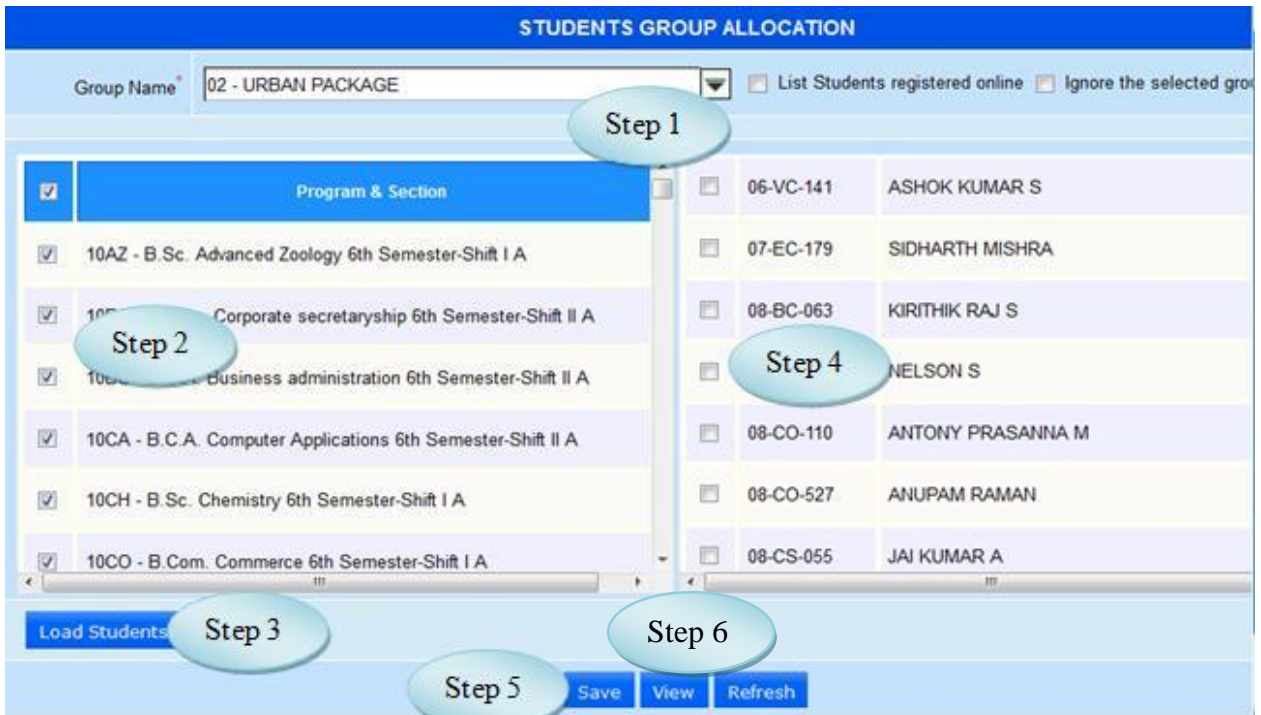 STUDENTS GROUP ALLOCATION
Group Name* 02 - URBAN PACKAGE List Students registered online Ignore the selected
Step 1
Program & Section
10AZ - B.Sc. Advanced Zoology 6th Semester-Shift I A
Corporate secretaryship 6th Semester-Shift II A
Step 2
Business administration 6th Semester-Shift II A
10CA - B.C.A. Computer Applications 6th Semester-Shift II A
10CH - B.Sc. Chemistry 6th Semester-Shift I A
10CO - B.Com. Commerce 6th Semester-Shift I A
06-VC-141 ASHOK KUMAR S
07-EC-179 SIDHARTH MISHRA
08-BC-063 KIRITHIK RAJ S
Step 4 NELSON S
08-CO-110 ANTONY PRASANNA M
08-CO-527 ANUPAM RAMAN
08-CS-055 JAI KUMAR A
Load Students Step 3
Step 6
Step 5 Save View Refresh